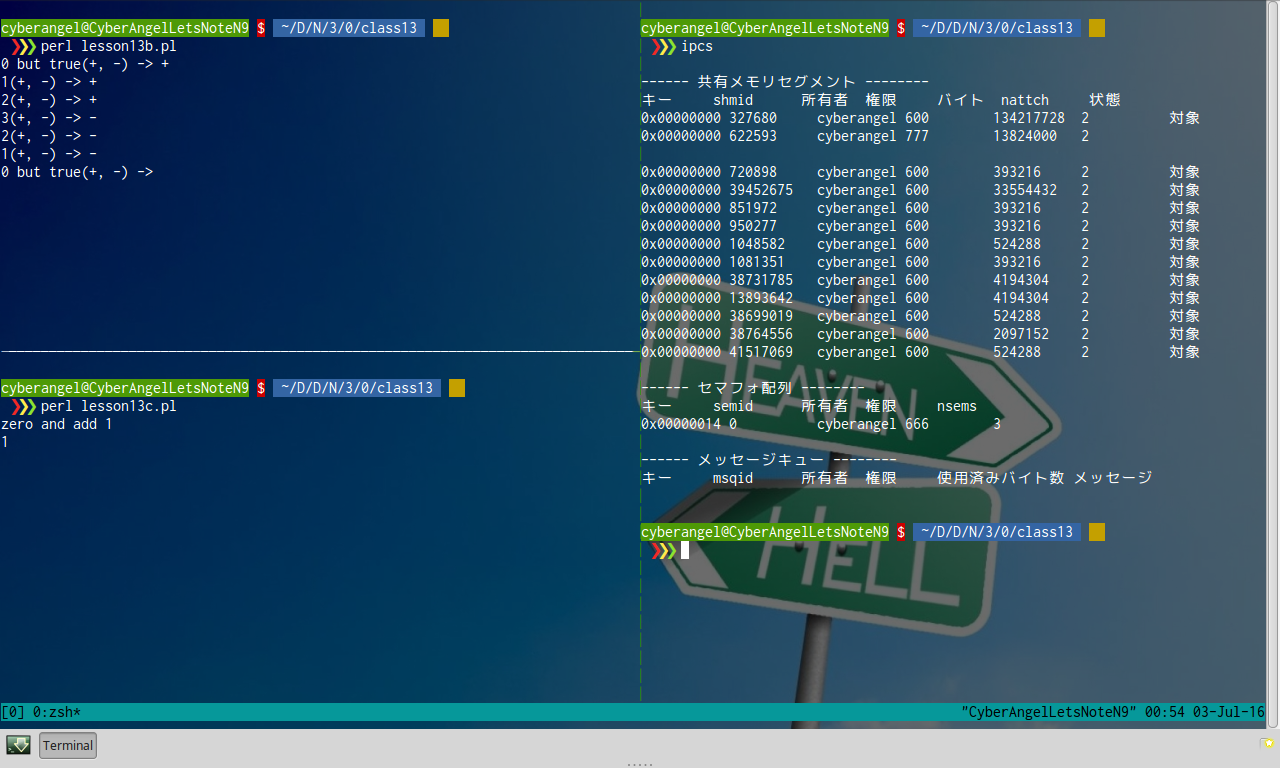 cyberangel@CyberAngelLetsNoteN9 $ ~/D/N/3/0/class13
❯❯❯ perl lesson13b.pl
0 but true(+, -) -> +
1(+, -) -> +
2(+, -) -> +
3(+, -) -> -
2(+, -) -> -
1(+, -) -> -
0 but true(+, -) ->
cyberangel@CyberAngelLetsNoteN9 $ ~/D/D/N/3/0/class13
❯❯❯ perl lesson13c.pl
zero and add 1
1
cyberangel@CyberAngelLetsNoteN9 $ ~/D/D/N/3/0/class13
❯❯❯ ipcs
------ 共有メモリセグメント --------
キー shmid 所有者 権限 バイト nattch 状態
0x00000000 327680 cyberangel 600 134217728 2 対象
0x00000000 622593 cyberangel 777 13824000 2
0x00000000 720898 cyberangel 600 393216 2 対象
0x00000000 39452675 cyberangel 600 33554432 2 対象
0x00000000 851972 cyberangel 600 393216 2 対象
0x00000000 950277 cyberangel 600 393216 2 対象
0x00000000 1048582 cyberangel 600 524288 2 対象
0x00000000 1081351 cyberangel 600 393216 2 対象
0x00000000 38731785 cyberangel 600 4194304 2 対象
0x00000000 13893642 cyberangel 600 4194304 2 対象
0x00000000 38699019 cyberangel 600 524288 2 対象
0x00000000 38764556 cyberangel 600 2097152 2 対象
0x00000000 41517069 cyberangel 600 524288 2 対象
------ セマフォ配列 --------
キー semid 所有者 権限 nsems
0x00000014 0 cyberangel 666 3
------ メッセージキュー --------
キー msqid 所有者 権限 使用済みバイト数 メッセージ
cyberangel@CyberAngelLetsNoteN9 $ ~/D/D/N/3/0/class13
❯❯❯
HEAVEN
HELL
[0] 0:zsh* "CyberAngelLetsNoteN9" 00:54 03-Jul-16
Terminal